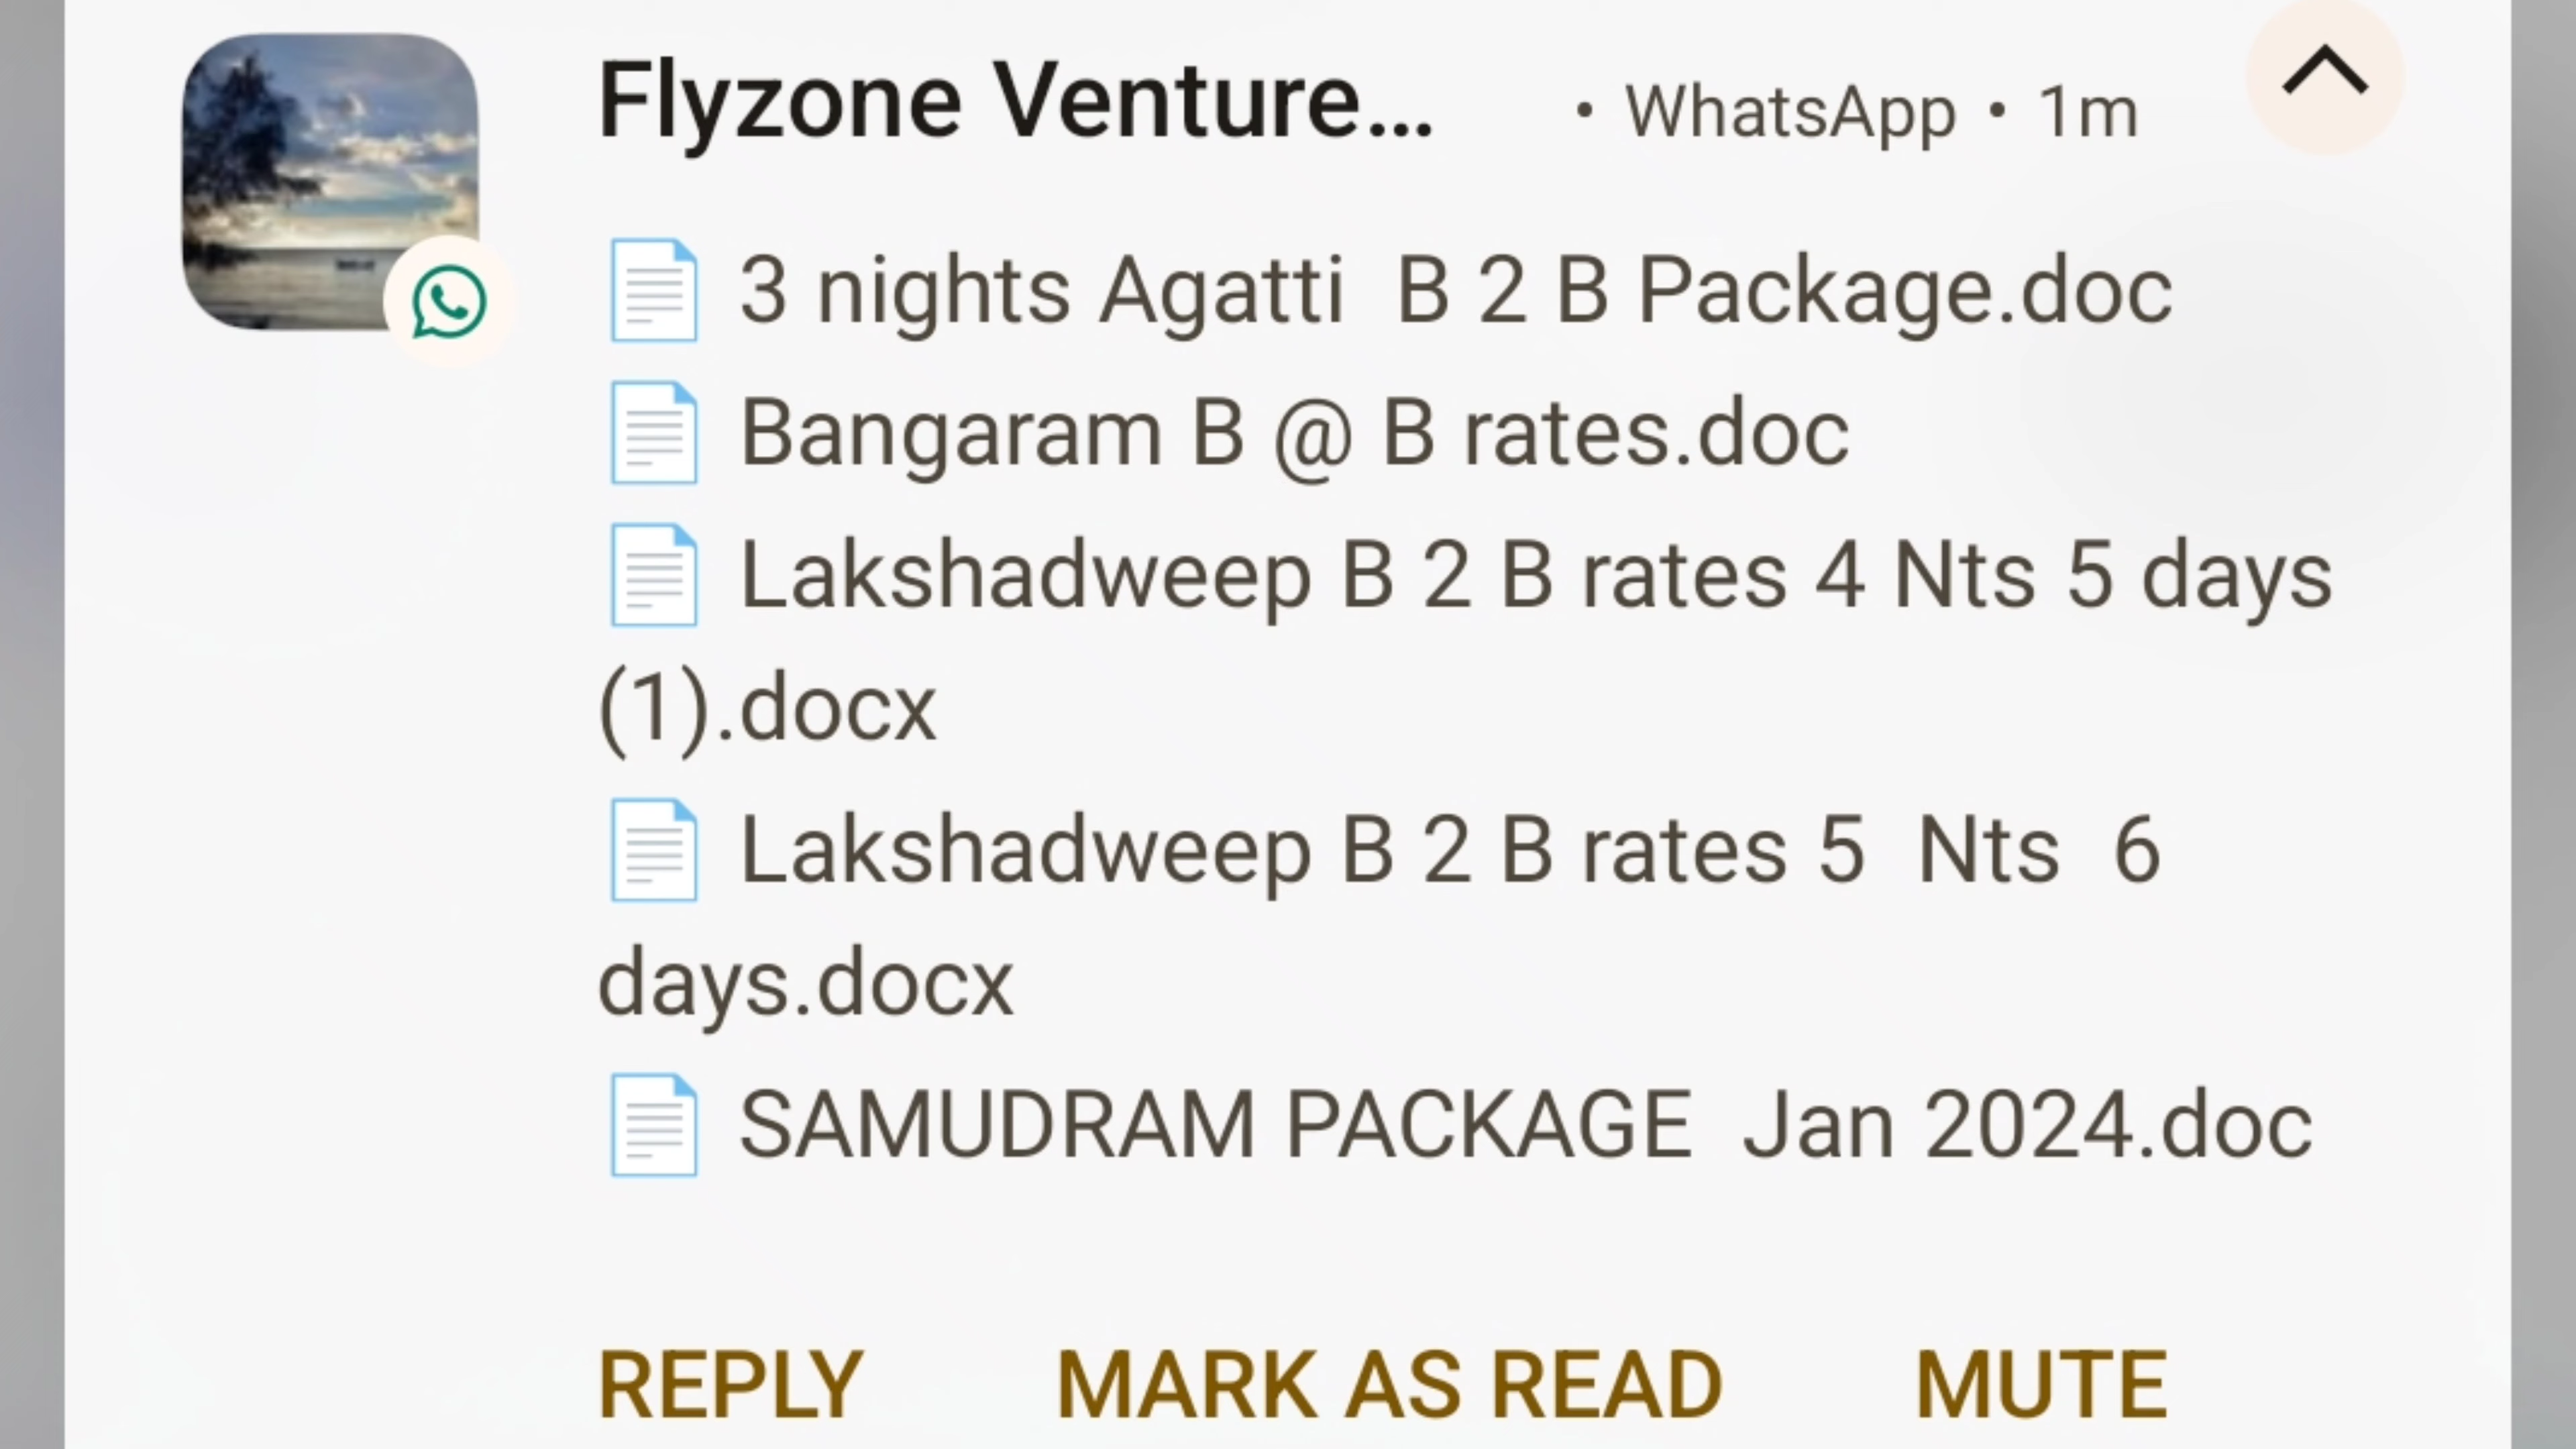 Flyzone Venture… • WhatsApp • 1m
3 nights Agatti  B 2 B Package.doc
Bangaram B @ B rates.doc
Lakshadweep B 2 B rates 4 Nts 5 days
(1).docx
Lakshadweep B 2 B rates 5  Nts  6
days.docx
SAMUDRAM PACKAGE  Jan 2024.doc
REPLY MARK AS READ MUTE